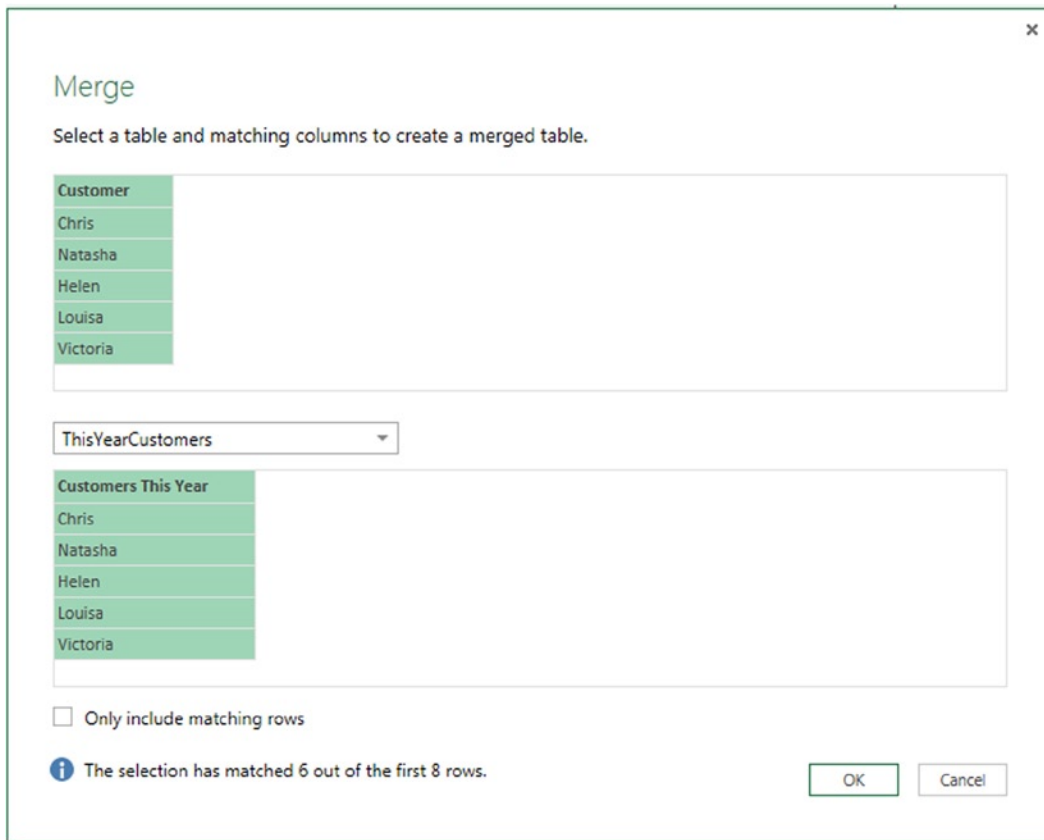 Merge
Select a table and matching columns to create a merged table.
Customer
Chris
Natasha
Helen
Louisa
Victoria
ThisYearCustomers
Customers This Year
Chris
Natasha
Helen
Louisa
Victoria
Only include matching rows
The selection has matched 6 out of the first 8 rows.
OK
Cancel